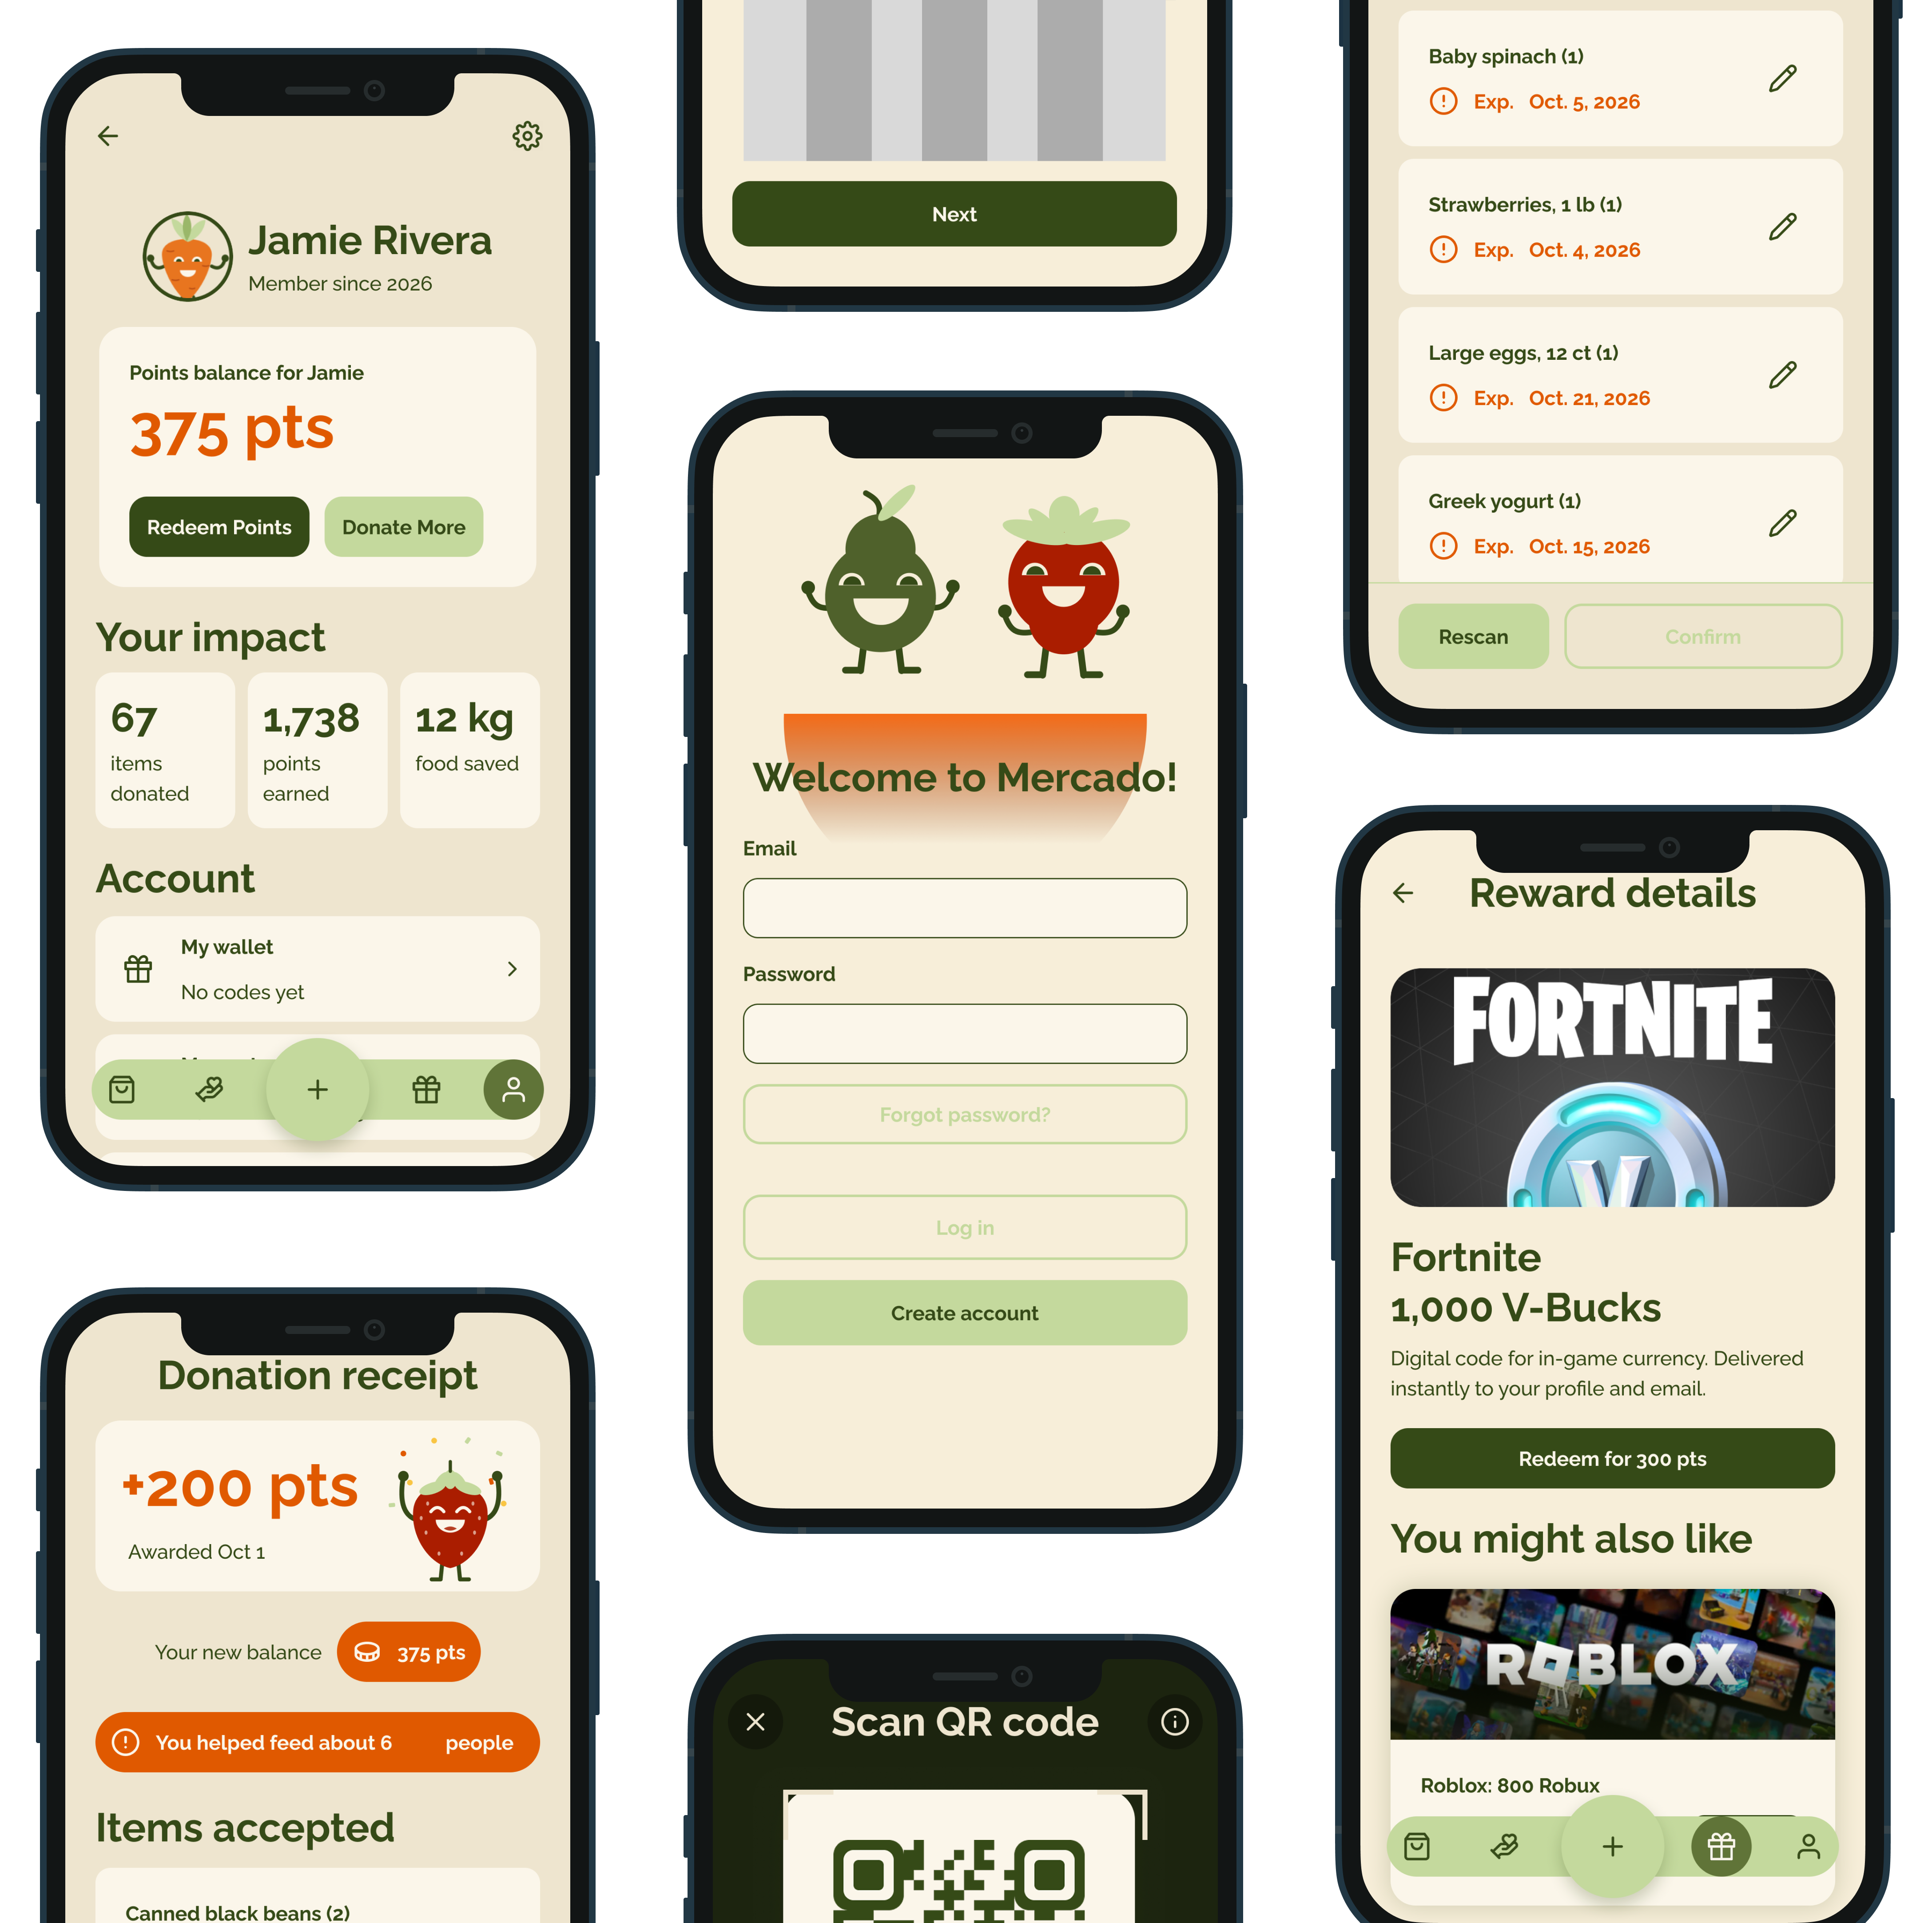 Jamie Rivera
Member since 2026
Points balance for Jamie
375 pts
Redeem Points
Donate More
Your impact
67
items
donated
1,738
points
earned
12 kg
food saved
Account
My wallet
No codes yet
Donation receipt
+200 pts
Awarded Oct 1
Your new balance
375 pts
You helped feed about 6 people
Items accepted
Canned black beans (2)
Next
Welcome to Mercado!
Email
Password
Forgot password?
Log in
Create account
Scan QR code
Baby spinach (1)
Exp. Oct. 5, 2026
Strawberries, 1 lb (1)
Exp. Oct. 4, 2026
Large eggs, 12 ct (1)
Exp. Oct. 21, 2026
Greek yogurt (1)
Exp. Oct. 15, 2026
Rescan
Confirm
Reward details
FORTNITE
V
Fortnite
1,000 V-Bucks
Digital code for in-game currency. Delivered
instantly to your profile and email.
Redeem for 300 pts
You might also like
ROBLOX
Roblox: 800 Robux